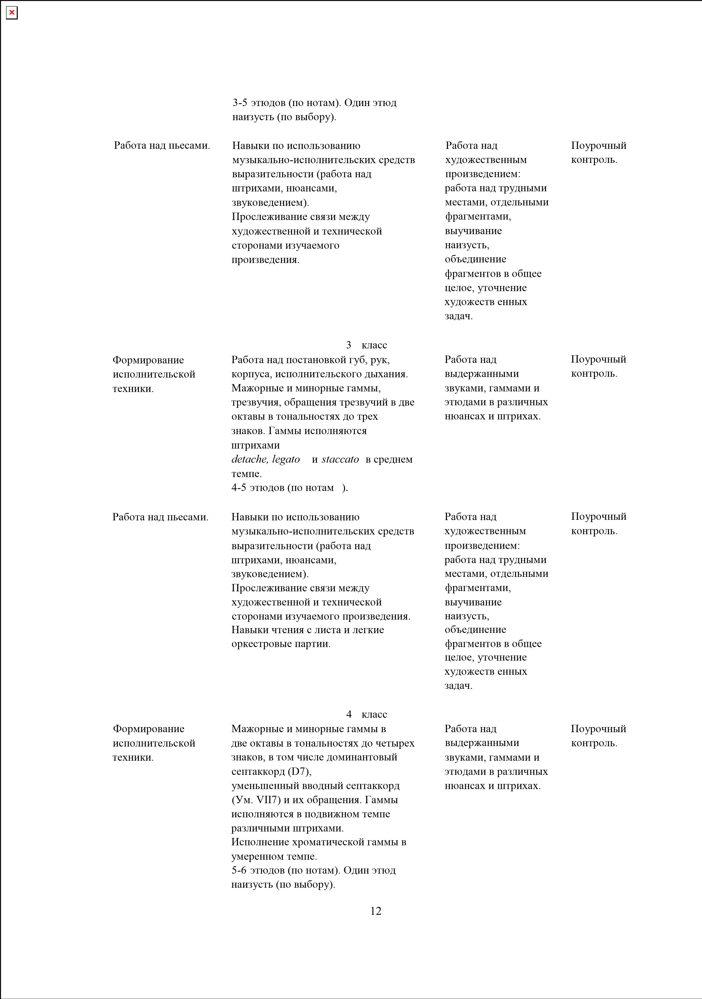 3-5 этюдов (по нотам). Один этюд
наизусть (по выбору).
Работа над пьесами.
Навыки по использованию
музыкально-исполнительских средств
выразительности (работа над
штрихами, нюансами,
звуковедением).
Прослеживание связи между
художественной и технической
сторонами изучаемого
произведения.
Работа над
художественным
произведением:
работа над трудными
местами, отдельными
фрагментами,
выучивание
наизусть,
объединение
фрагментов в общее
целое, уточнение
художеств енных
задач.
Поурочный
контроль.
3 класс
Формирование
исполнительской
техники.
Работа над постановкой губ, рук,
корпуса, исполнительского дыхания.
Мажорные и минорные гаммы,
трезвучия, обращения трезвучий в две
октавы в тональностях до трех
знаков. Гаммы исполняются
штрихами
detache, legato и staccato в среднем
темпе.
4-5 этюдов (по нотам ).
Работа над
выдержанными
звуками, гаммами и
этюдами в различных
нюансах и штрихах.
Поурочный
контроль.
Работа над пьесами.
Навыки по использованию
музыкально-исполнительских средств
выразительности (работа над
штрихами, нюансами,
звуковедением).
Прослеживание связи между
художественной и технической
сторонами изучаемого произведения.
Навыки чтения с листа и легкие
оркестровые партии.
Работа над
художественным
произведением:
работа над трудными
местами, отдельными
фрагментами,
выучивание
наизусть,
объединение
фрагментов в общее
целое, уточнение
художеств енных
задач.
Поурочный
контроль.
4 класс
Формирование
исполнительской
техники.
Мажорные и минорные гаммы в
две октавы в тональностях до четырех
знаков, в том числе доминантовый
септаккорд (D7),
уменьшенный вводный септаккорд
(Ум. VII7) и их обращения. Гаммы
исполняются в подвижном темпе
различными штрихами.
Исполнение хроматической гаммы в
умеренном темпе.
5-6 этюдов (по нотам). Один этюд
наизусть (по выбору).
Работа над
выдержанными
звуками, гаммами и
этюдами в различных
нюансах и штрихах.
Поурочный
контроль.
12